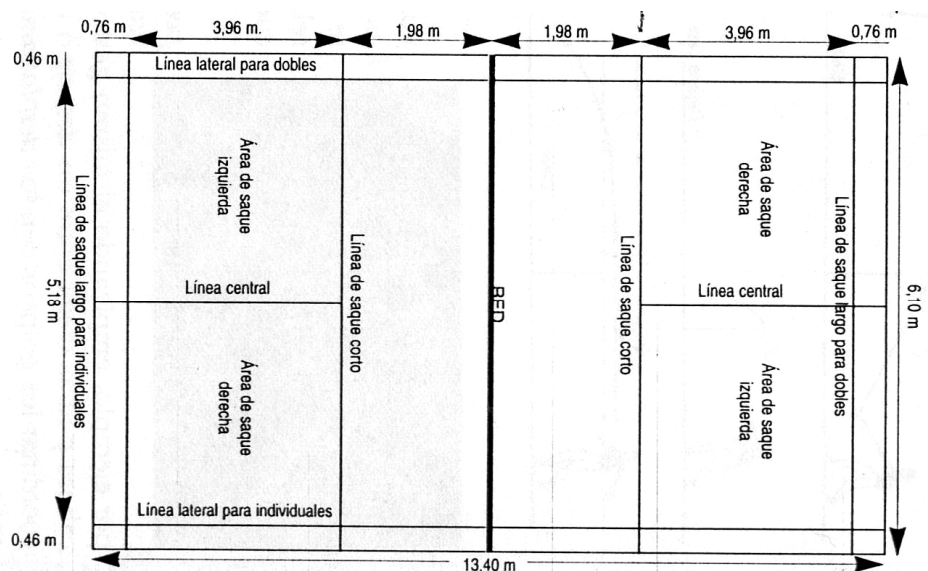 0,76 m
3,96 m.
1,98 m
1,98 m
3,96 m
0,76 m
0,46 m
Línea lateral para dobles
Área de saque
izquierda
Área de saque
derecha
Línea de saque largo para individuales
5,18 m
Línea central
Línea de saque corto
RED
Línea de saque corto
Línea central
Línea de saque largo para dobles
6,10 m
Área de saque
derecha
Área de saque
izquierda
Línea lateral para individuales
0,46 m
13.40 m